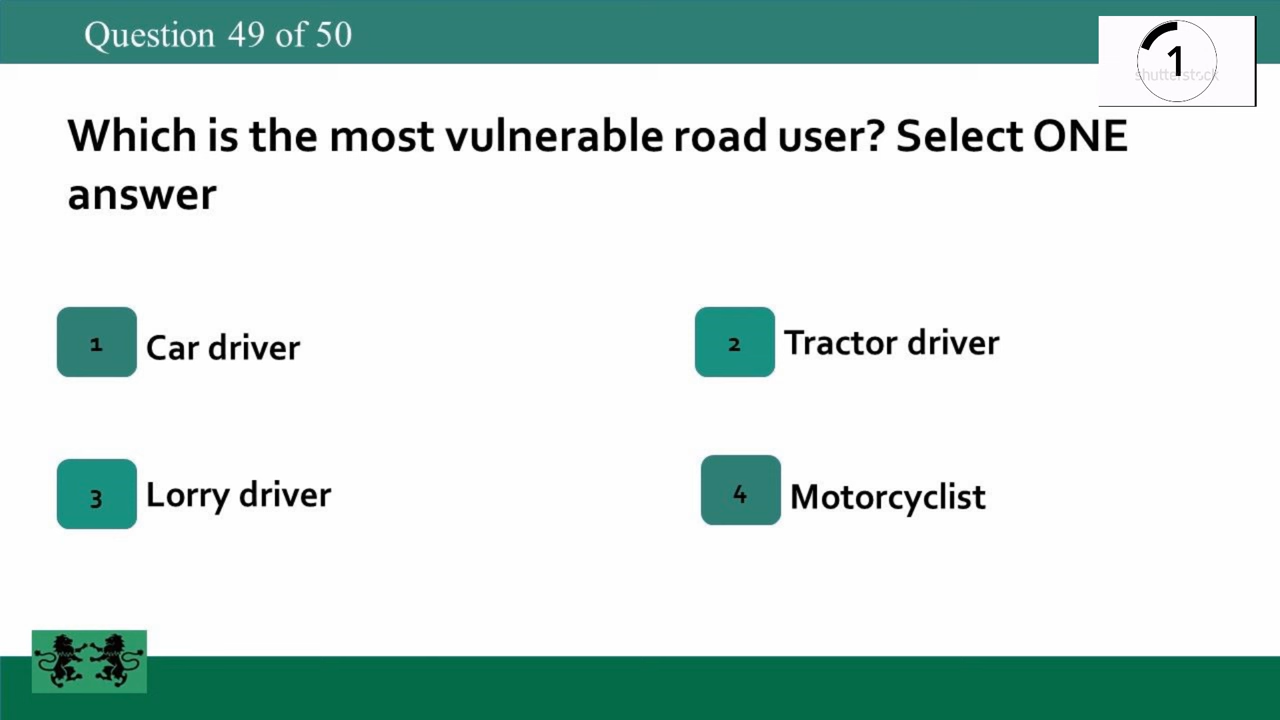 Question 49 of 50
1
shutterstock
Which is the most vulnerable road user? Select ONE
answer
1 Car driver
2 Tractor driver
3 Lorry driver
4 Motorcyclist